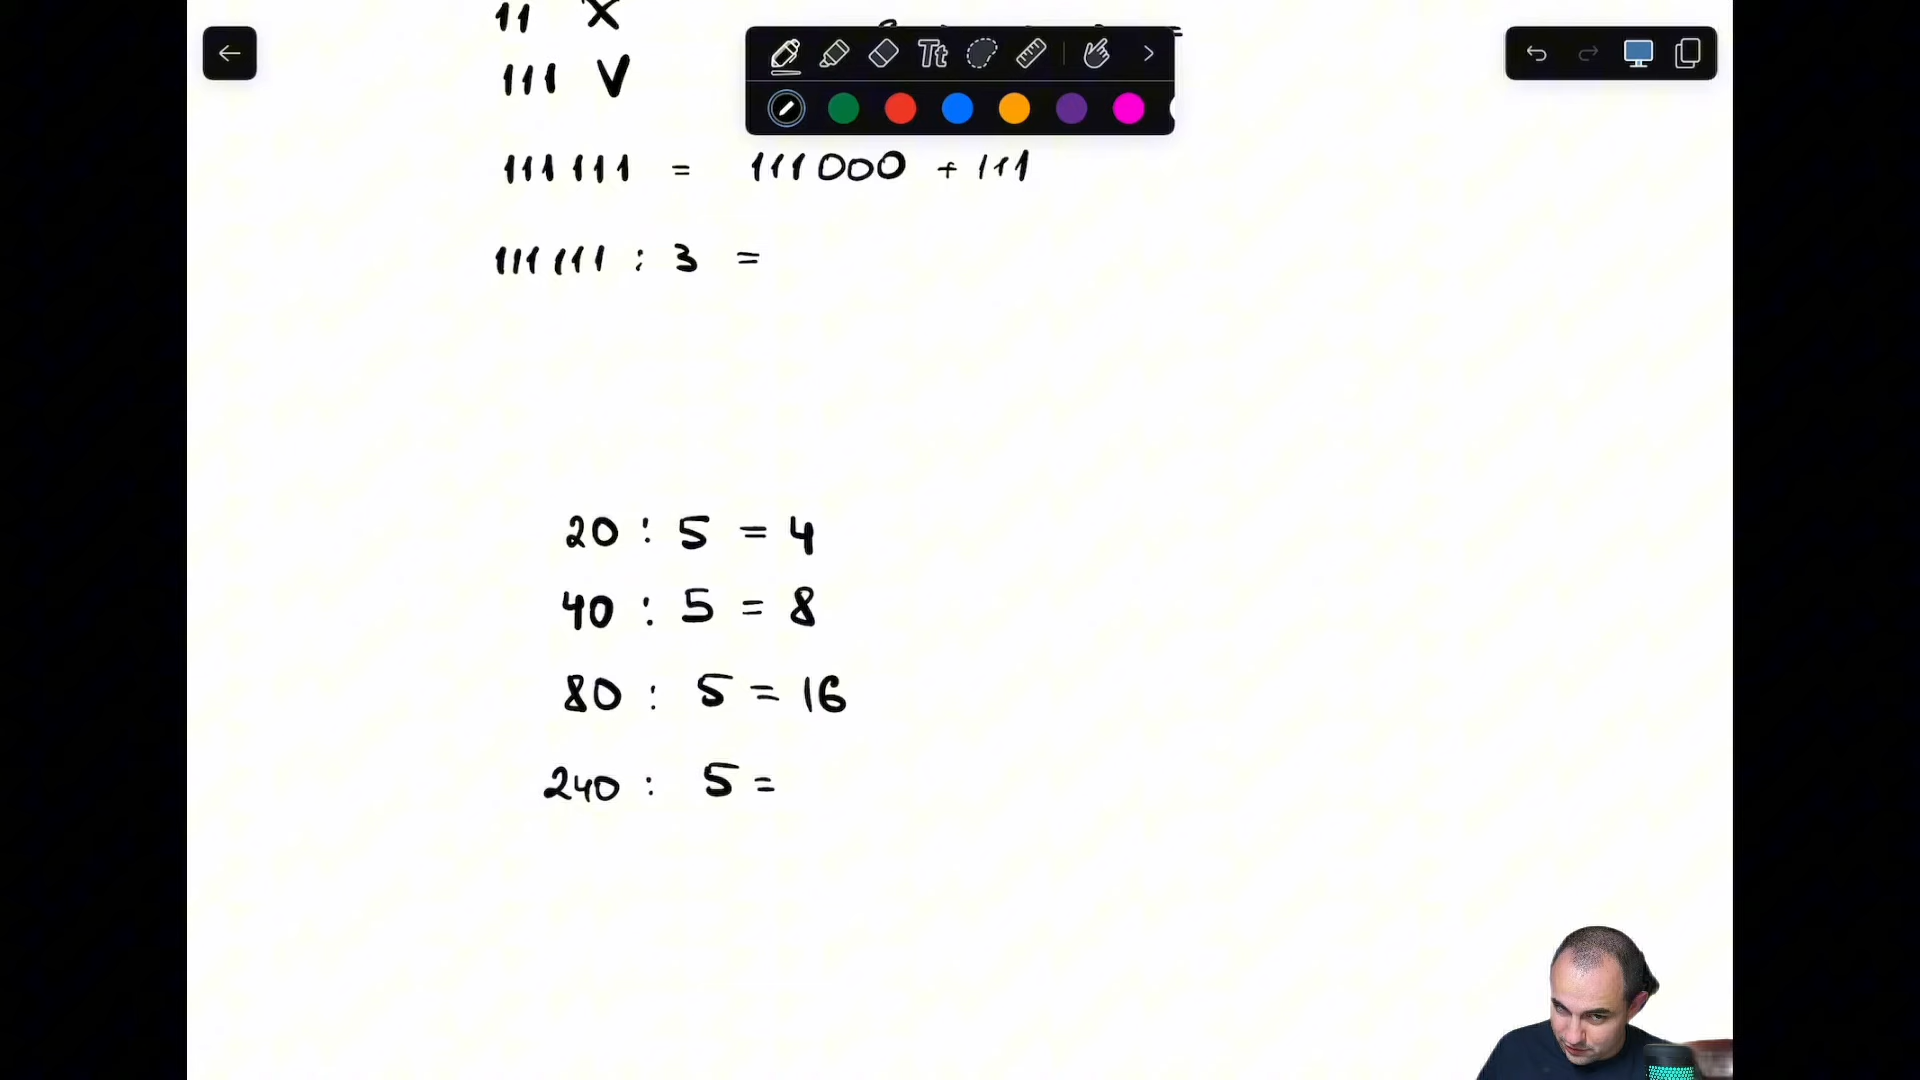 11 X
111 V
Tt
111 111 = 111 000 + 111
111 111 : 3 =
20 : 5 = 4
40 : 5 = 8
80 : 5 = 16
240 : 5 =